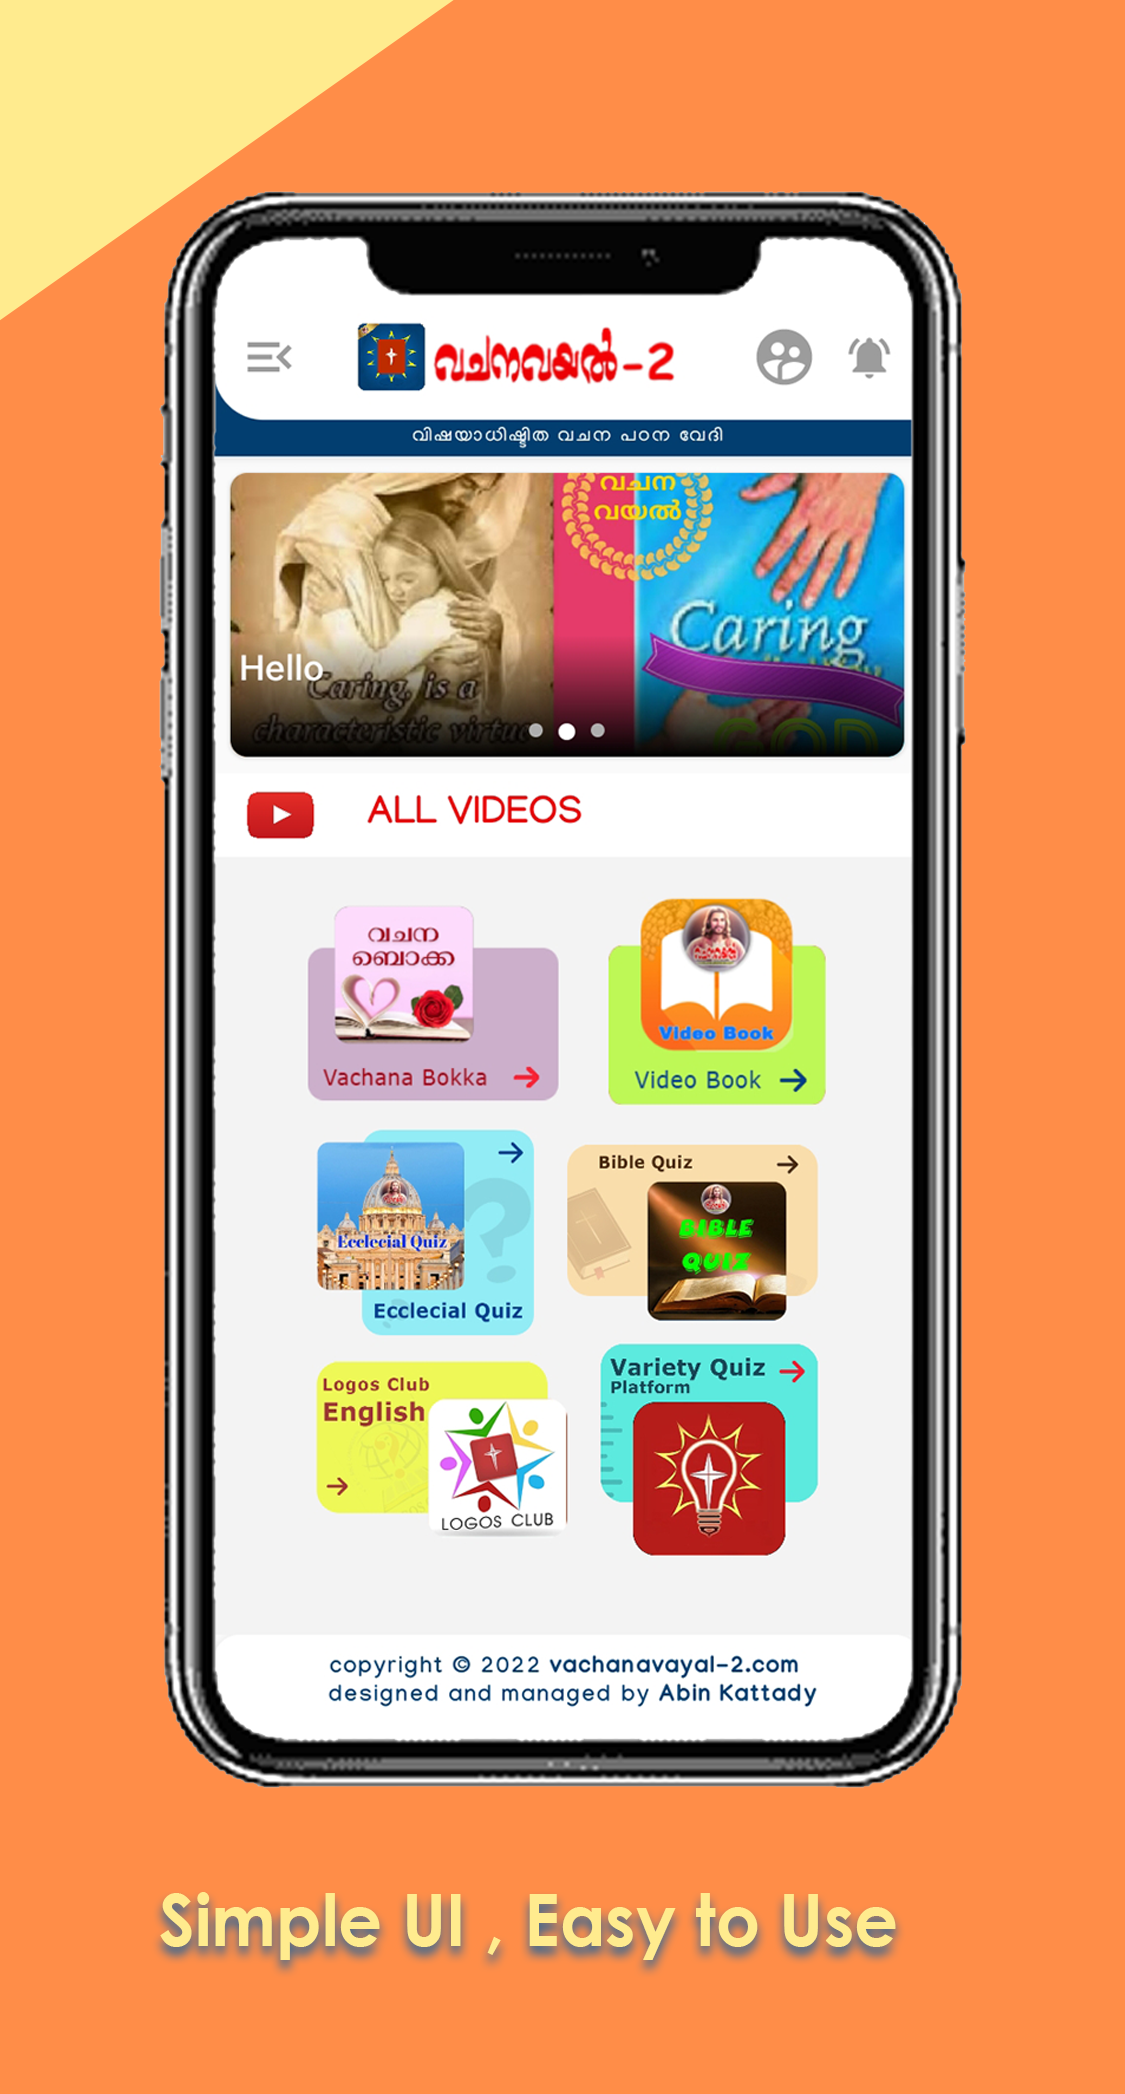 വചനവയൽ-2
വിഷയാധിഷ്ടിത വചന പഠന വേദി
വചന
വയൽ
Caring
Hello
Caring, is a
characteristic virtue
GOD
ALL VIDEOS
വചന
ബൊക്ക
Vachana Bokka
Video Book
Video Book
Ecclecial Quiz
Ecclecial Quiz
Bible Quiz
BIBLE
QUIZ
Logos Club
English
LOGOS CLUB
Variety Quiz
Platform
copyright © 2022 vachanavayal-2.com
designed and managed by Abin Kattady
Simple UI , Easy to Use